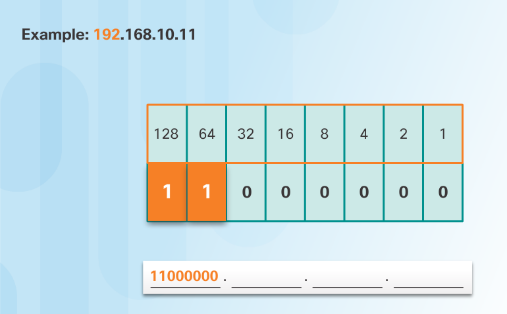 Example: 192.168.10.11
128 64 32 16 8 4 2 1
1 1 0 0 0 0 0 0
11000000 . ________ . ________ . ________